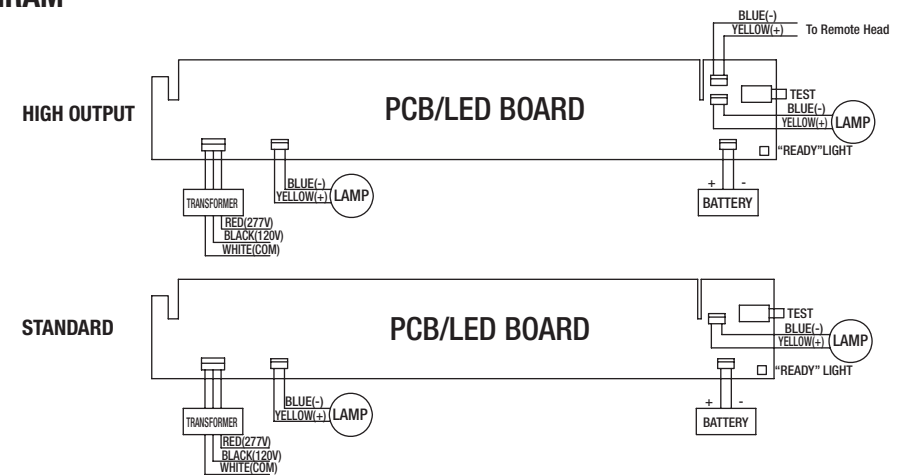 BLUE(-)
YELLOW(+)
To Remote Head
HIGH OUTPUT
PCB/LED BOARD
TEST
BLUE(-)
YELLOW(+)
LAMP
"READY"LIGHT
BLUE(-)
YELLOW(+)
LAMP
TRANSFORMER
+ -
BATTERY
RED(277V)
BLACK(120V)
WHITE(COM)
STANDARD
PCB/LED BOARD
TEST
BLUE(-)
YELLOW(+)
LAMP
"READY" LIGHT
BLUE(-)
YELLOW(+)
LAMP
TRANSFORMER
+ -
BATTERY
RED(277V)
BLACK(120V)
WHITE(COM)